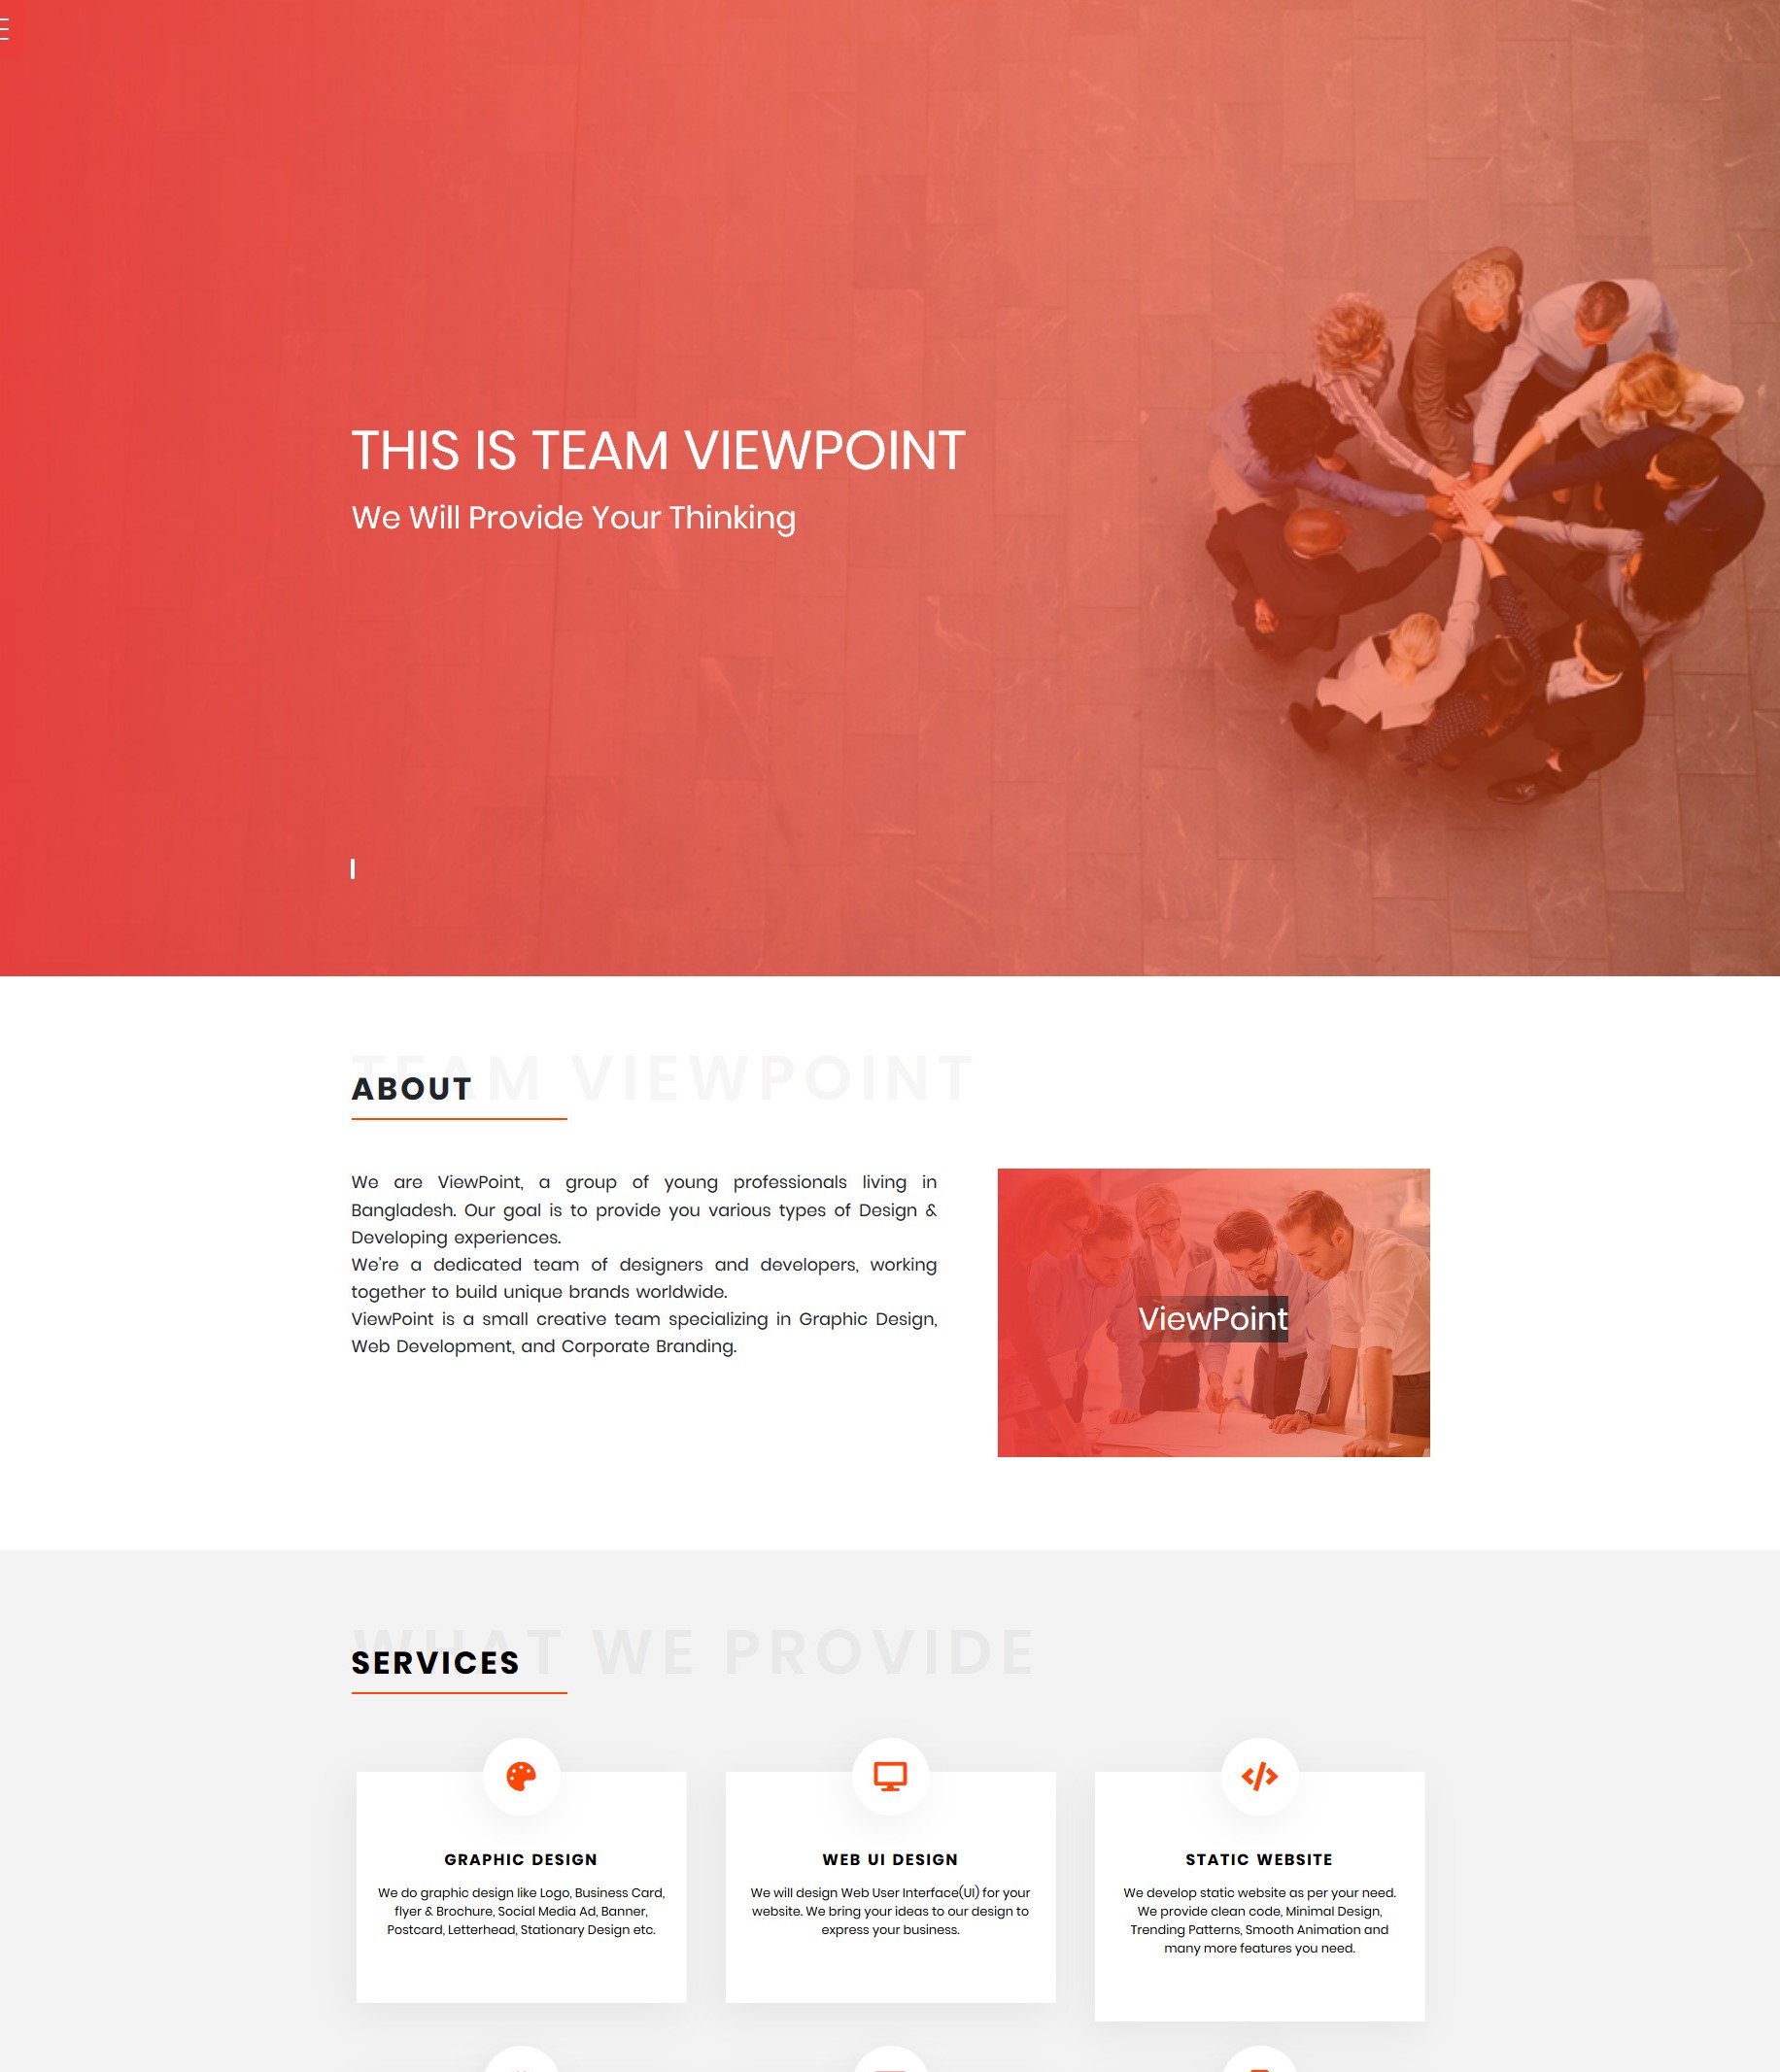 THIS IS TEAM VIEWPOINT
We Will Provide Your Thinking
TEAM VIEWPOINT
ABOUT
We are ViewPoint, a group of young professionals living in
Bangladesh. Our goal is to provide you various types of Design &
Developing experiences.
We're a dedicated team of designers and developers, working
together to build unique brands worldwide.
ViewPoint is a small creative team specializing in Graphic Design,
Web Development, and Corporate Branding.
ViewPoint
WHAT WE PROVIDE
SERVICES
GRAPHIC DESIGN
We do graphic design like Logo, Business Card,
flyer & Brochure, Social Media Ad, Banner,
Postcard, Letterhead, Stationary Design etc.
WEB UI DESIGN
We will design Web User Interface(UI) for your
website. We bring your ideas to our design to
express your business.
STATIC WEBSITE
We develop static website as per your need.
We provide clean code, Minimal Design,
Trending Patterns, Smooth Animation and
many more features you need.